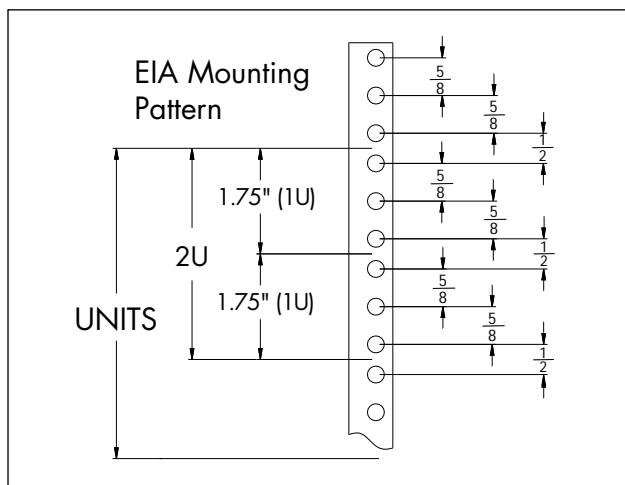 EIA Mounting
Pattern
5/8
5/8
1/2
1.75" (1U)
5/8
5/8
2U
1/2
1.75" (1U)
5/8
UNITS
5/8
1/2